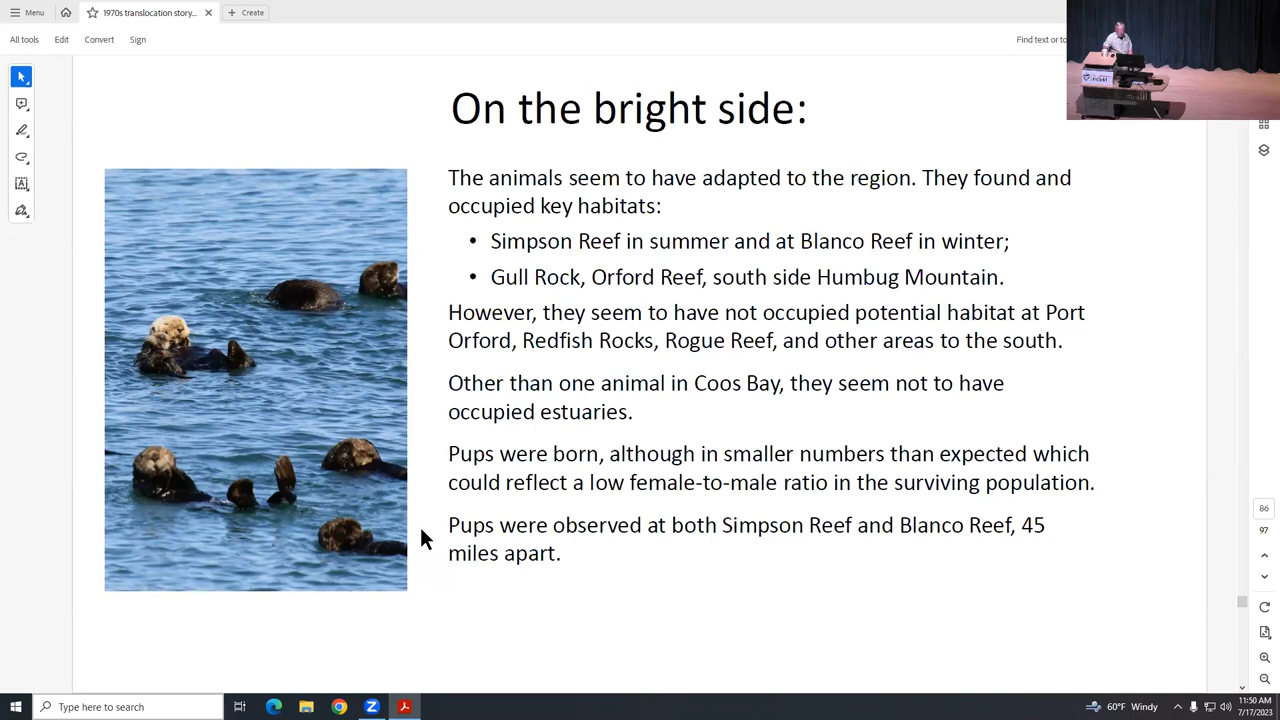 Menu
1970s translocation story...
Create
All tools
Edit
Convert
Sign
Find text or to
On the bright side:
The animals seem to have adapted to the region. They found and
occupied key habitats:
• Simpson Reef in summer and at Blanco Reef in winter;
• Gull Rock, Orford Reef, south side Humbug Mountain.
However, they seem to have not occupied potential habitat at Port
Orford, Redfish Rocks, Rogue Reef, and other areas to the south.
Other than one animal in Coos Bay, they seem not to have
occupied estuaries.
Pups were born, although in smaller numbers than expected which
could reflect a low female-to-male ratio in the surviving population.
Pups were observed at both Simpson Reef and Blanco Reef, 45
miles apart.
86
97
Type here to search
60°F Windy
11:50 AM
7/17/2023